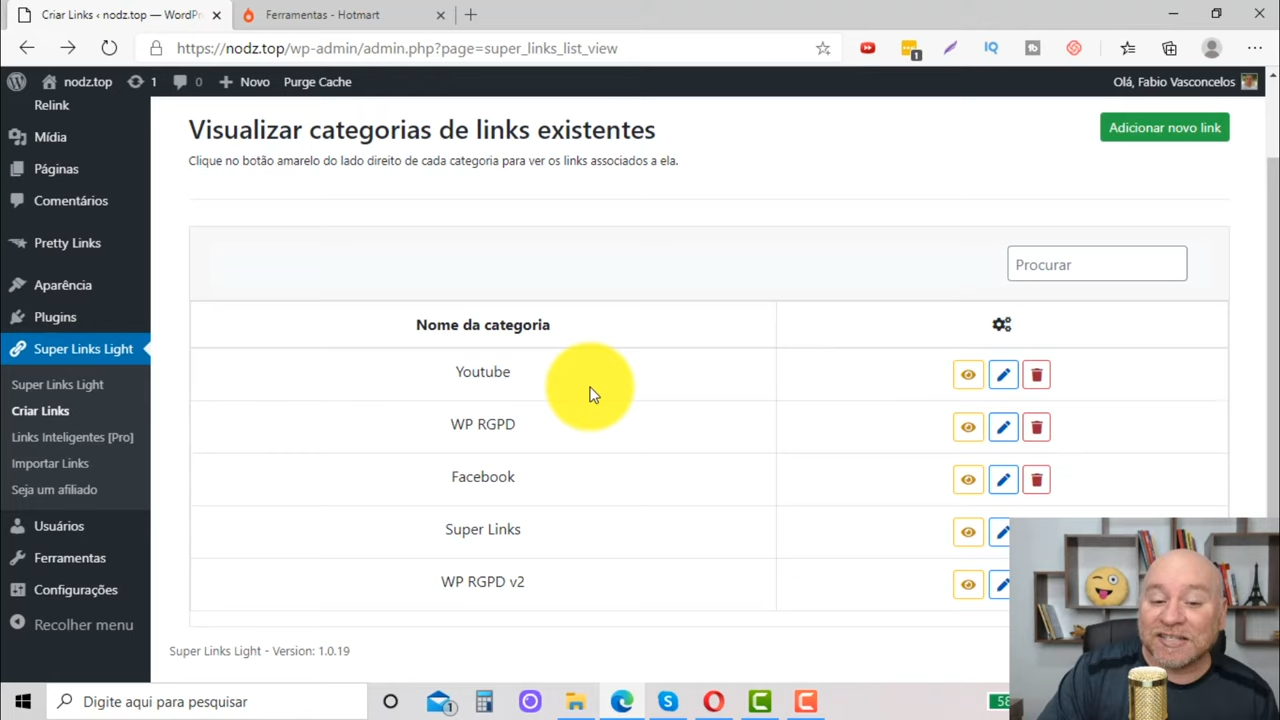 Criar Links ‹ nodz.top — WordPr
Ferramentas - Hotmart
https://nodz.top/wp-admin/admin.php?page=super_links_list_view
1
IQ
tb
nodz.top
1
0
Novo
Purge Cache
Olá, Fabio Vasconcelos
Relink
Mídia
Páginas
Comentários
Pretty Links
Aparência
Plugins
Super Links Light
Super Links Light
Criar Links
Links Inteligentes [Pro]
Importar Links
Seja um afiliado
Usuários
Ferramentas
Configurações
Recolher menu
Visualizar categorias de links existentes
Adicionar novo link
Clique no botão amarelo do lado direito de cada categoria para ver os links associados a ela.
Procurar
Nome da categoria
Youtube
WP RGPD
Facebook
Super Links
WP RGPD v2
Super Links Light - Version: 1.0.19
Digite aqui para pesquisar
1
58